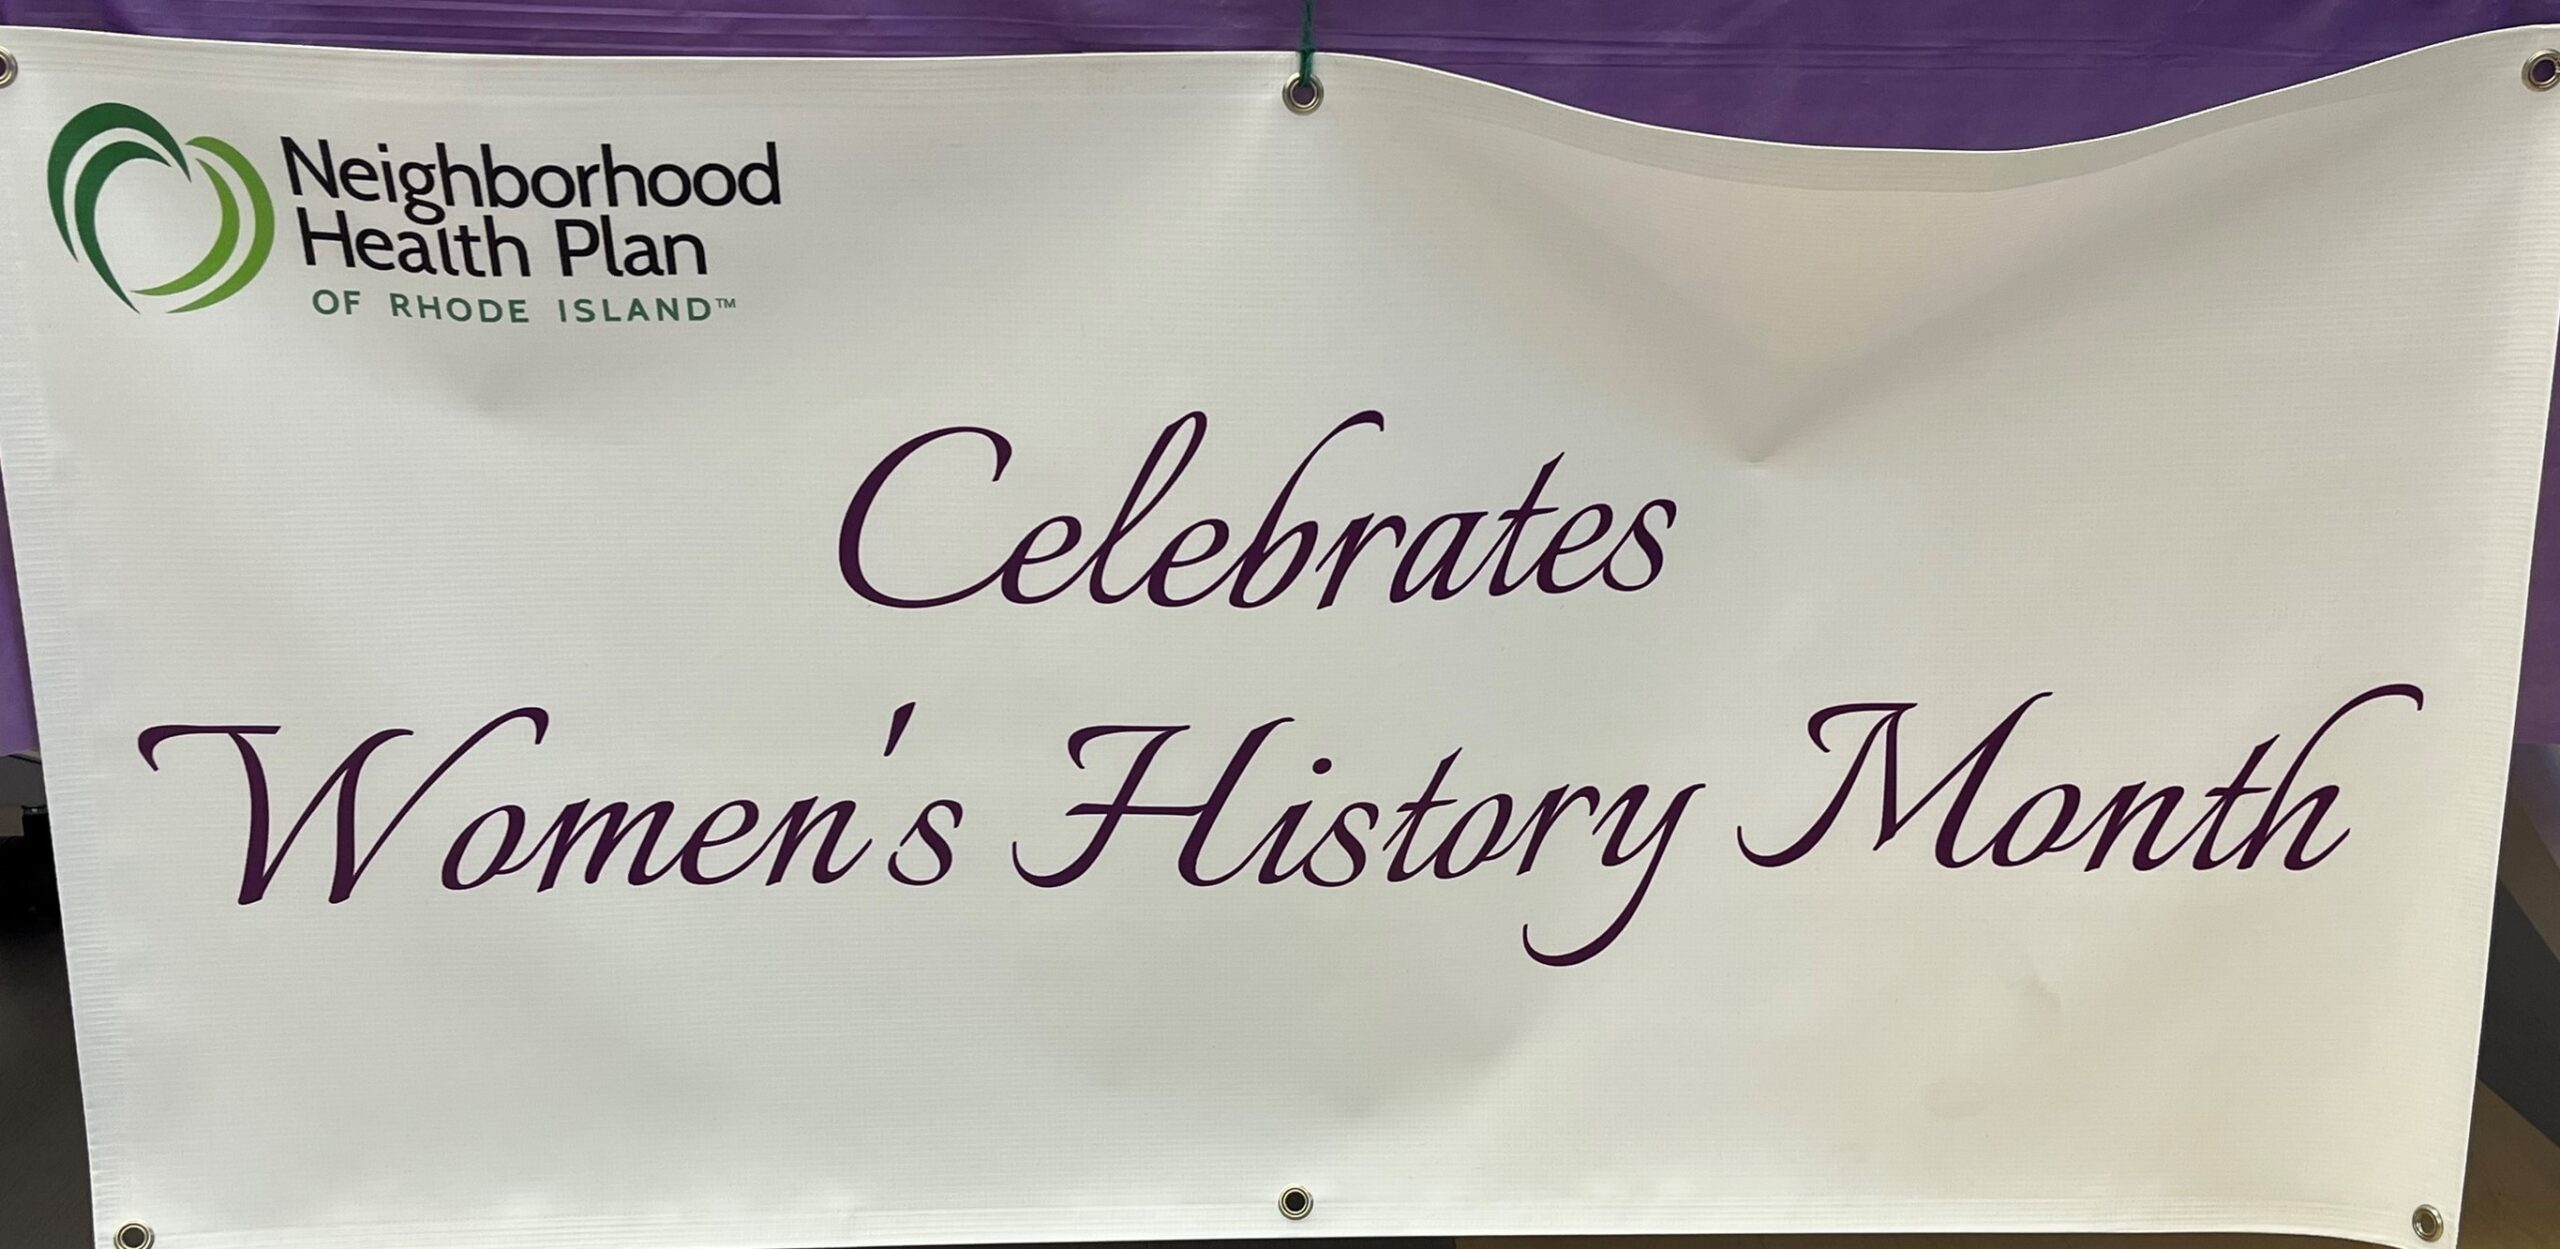 Neighborhood
Health Plan
OF RHODE ISLAND™
Celebrates
Women's History Month